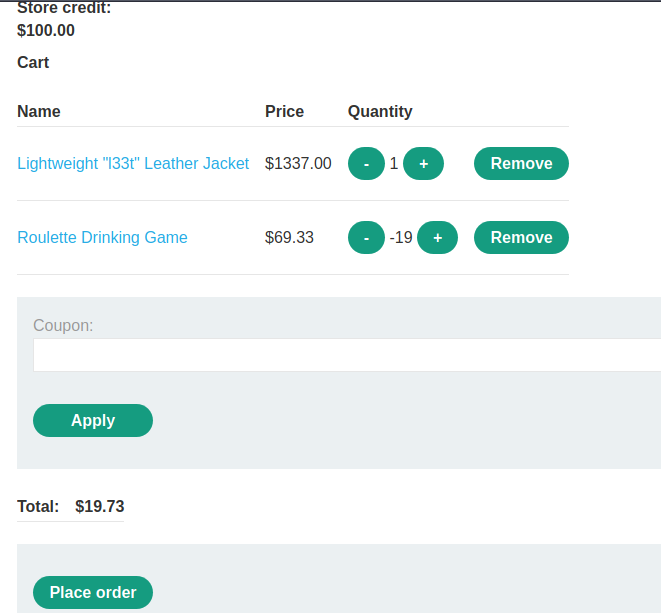 Store credit:
$100.00
Cart
Name Price Quantity
Lightweight "l33t" Leather Jacket $1337.00 - 1 + Remove
Roulette Drinking Game $69.33 - -19 + Remove
Coupon:
Apply
Total: $19.73
Place order